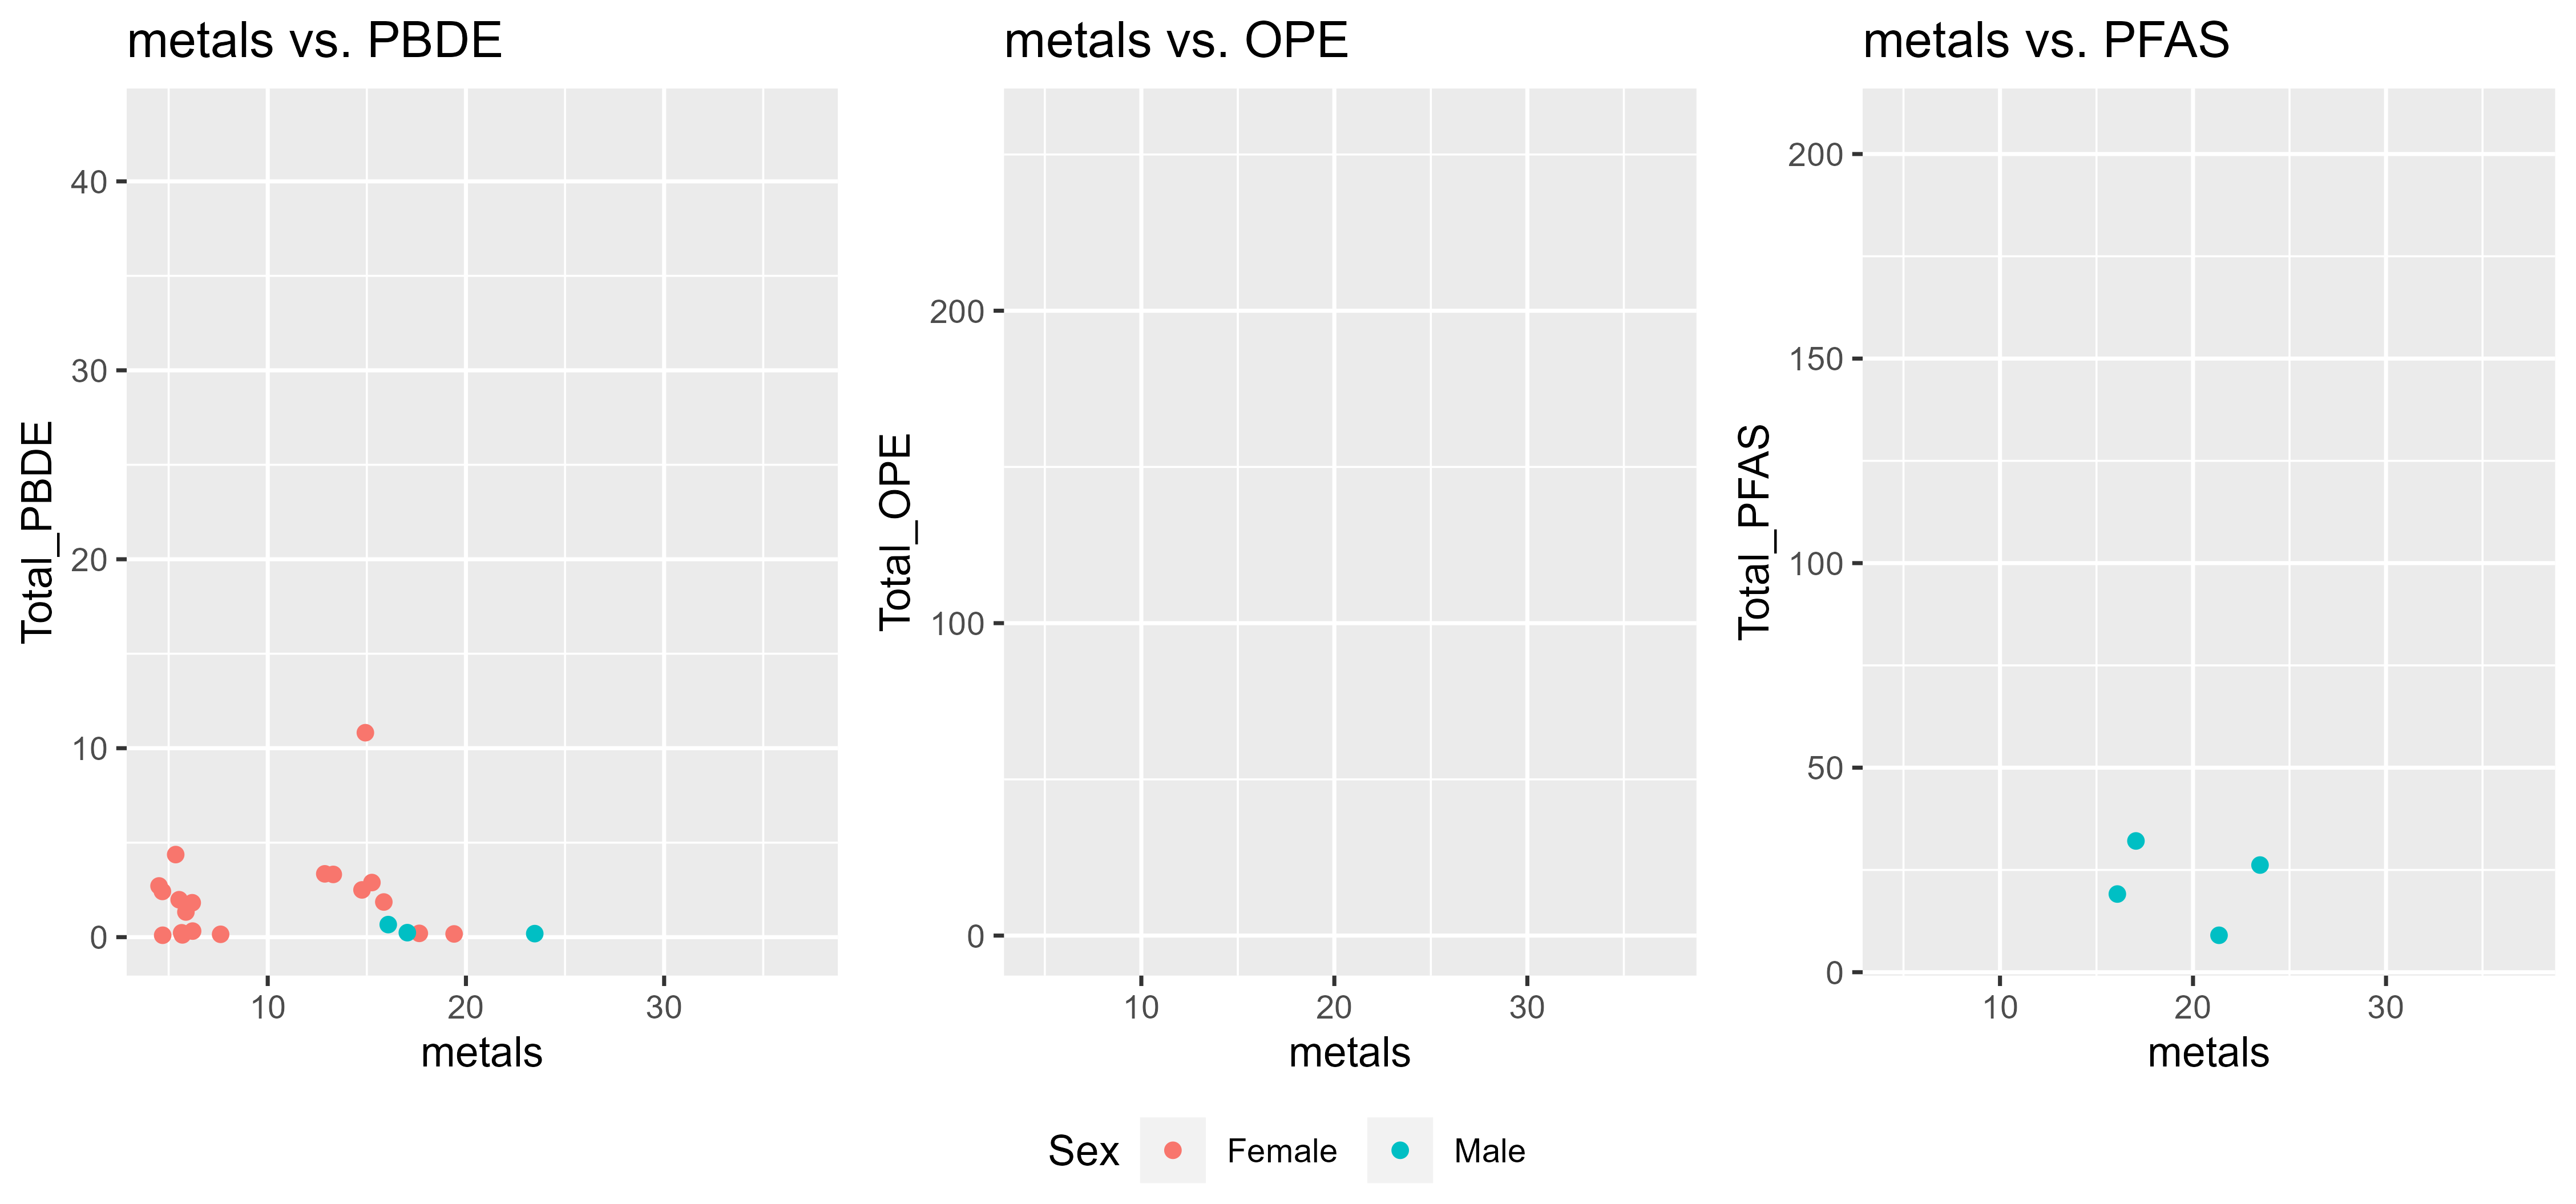 metals vs. PBDE
Total_PBDE
40
30
20
10
0
10 20 30
metals
metals vs. OPE
Total_OPE
200
100
0
10 20 30
metals
metals vs. PFAS
Total_PFAS
200
150
100
50
0
10 20 30
metals
Sex Female Male